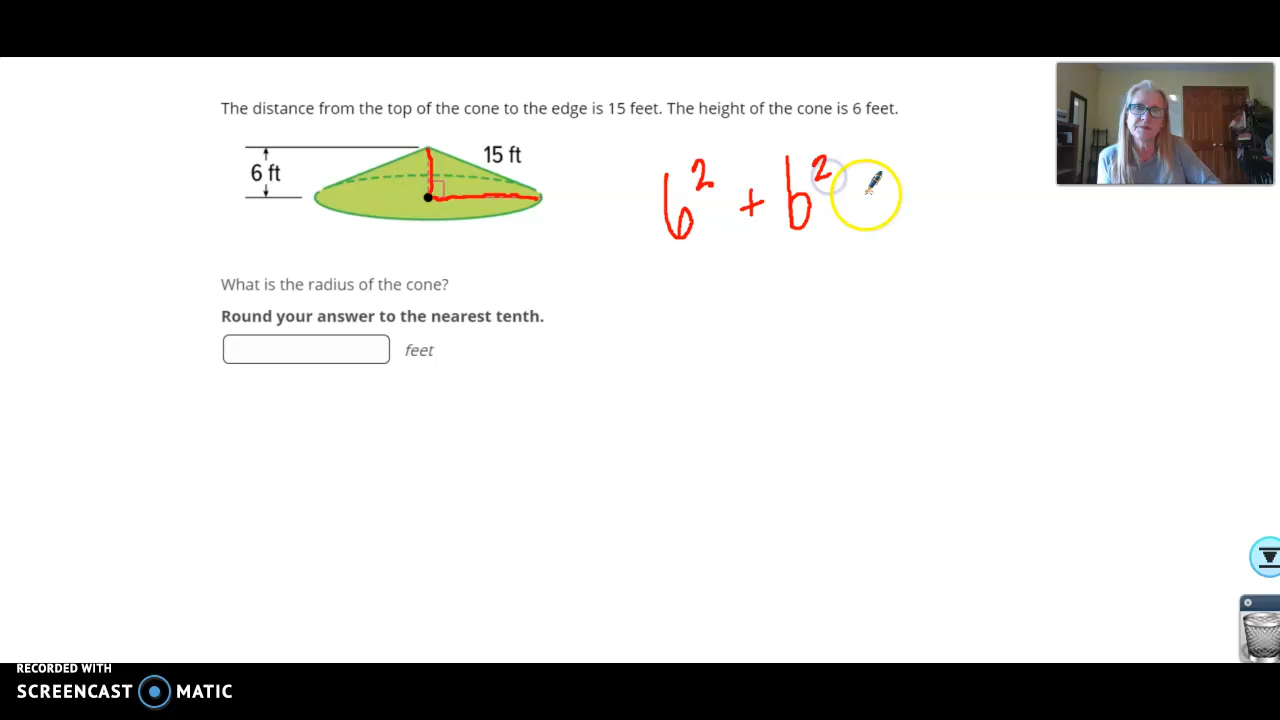 The distance from the top of the cone to the edge is 15 feet. The height of the cone is 6 feet.
15 ft
6 ft
6² + b²
What is the radius of the cone?
Round your answer to the nearest tenth.
feet
RECORDED WITH
SCREENCAST MATIC